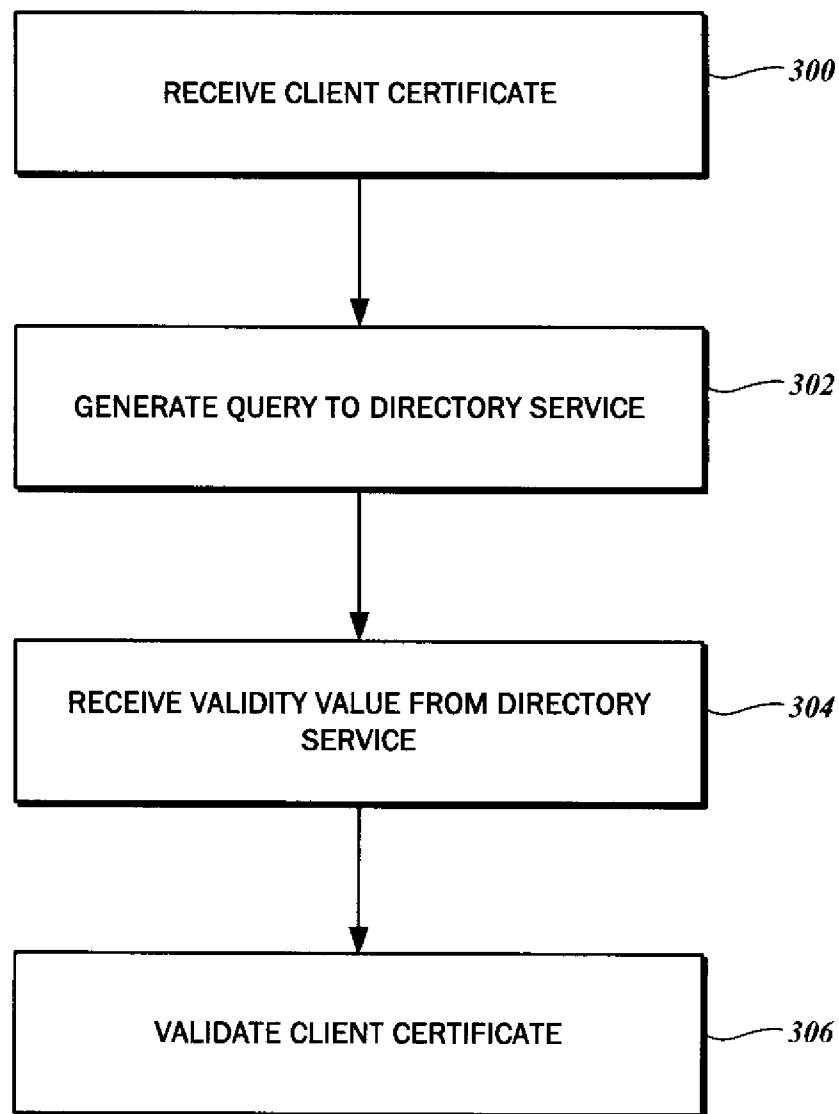 RECEIVE CLIENT CERTIFICATE
300
GENERATE QUERY TO DIRECTORY SERVICE
302
RECEIVE VALIDITY VALUE FROM DIRECTORY
SERVICE
304
VALIDATE CLIENT CERTIFICATE
306